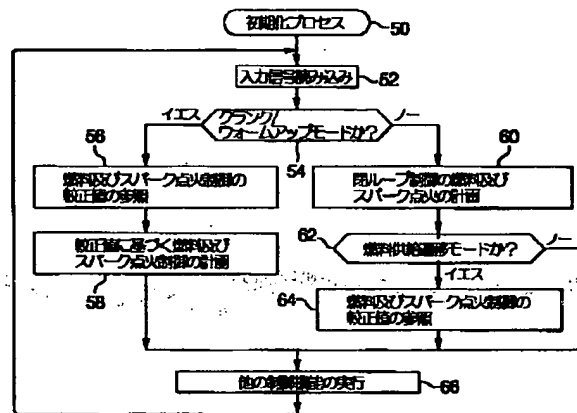 初期化プロセス
50
入力信号読み込み
52
クランク/
ウォームアップモードか?
イエス
ノー
54
56
燃料及びスパーク点火制御の
較正値の参照
60
閉ループ制御の燃料及び
スパーク点火の計画
較正値に基づく燃料及び
スパーク点火制御の計画
58
62
燃料供給遷移モードか?
ノー
イエス
64
燃料及びスパーク点火制御の
較正値の参照
他の制御機能の実行
66